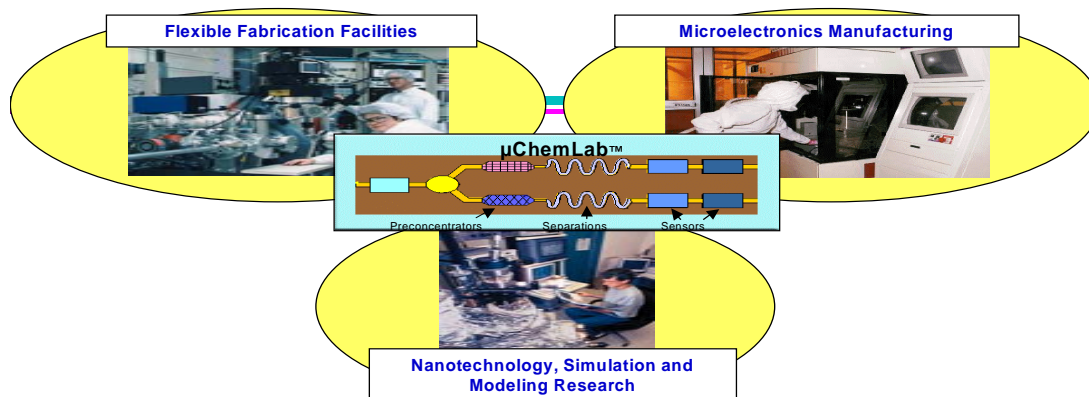 Flexible Fabrication Facilities
Microelectronics Manufacturing
µChemLab™
Preconcentrators
Separations
Sensors
Nanotechnology, Simulation and
Modeling Research